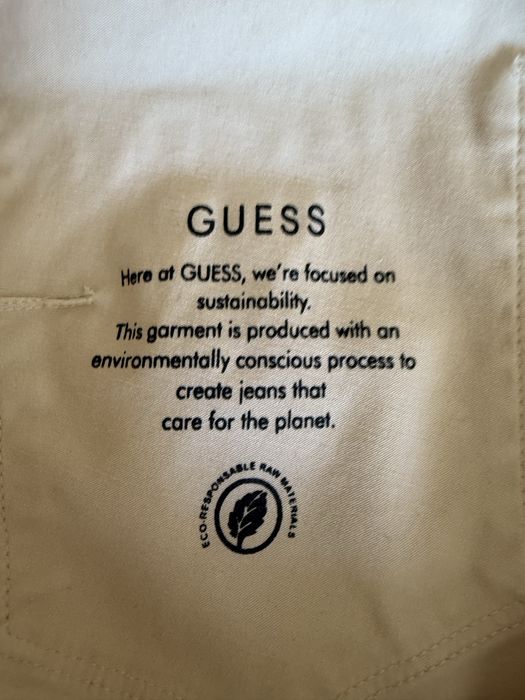 GUESS
Here at GUESS, we're focused on
sustainability.
This garment is produced with an
environmentally conscious process to
create jeans that
care for the planet.
ECO-RESPONSABLE RAW MATERIALS